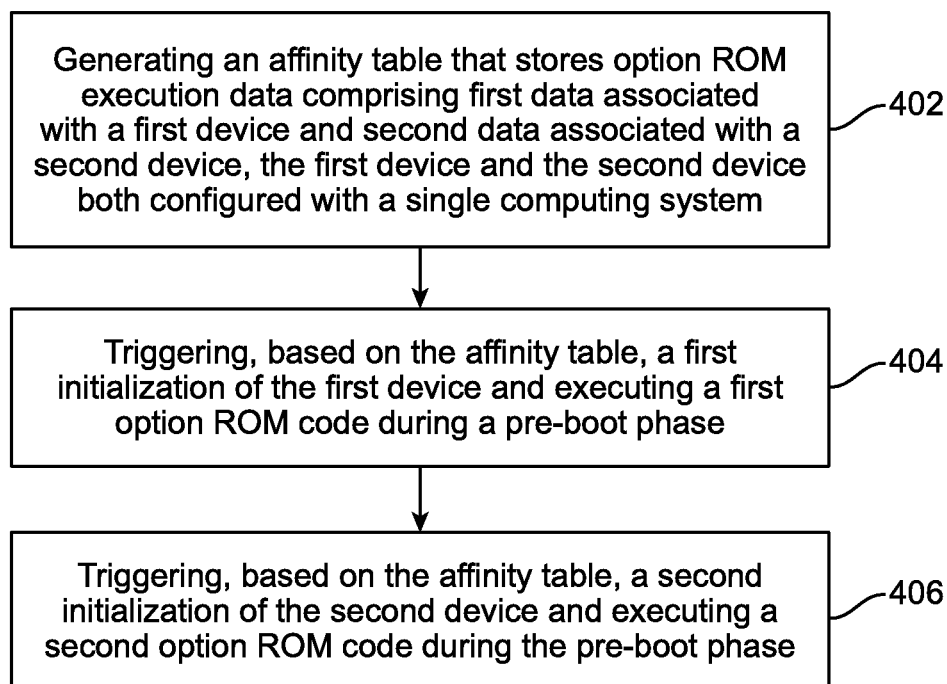 Generating an affinity table that stores option ROM
execution data comprising first data associated
with a first device and second data associated with a
second device, the first device and the second device
both configured with a single computing system
402
Triggering, based on the affinity table, a first
initialization of the first device and executing a first
option ROM code during a pre-boot phase
404
Triggering, based on the affinity table, a second
initialization of the second device and executing a
second option ROM code during the pre-boot phase
406